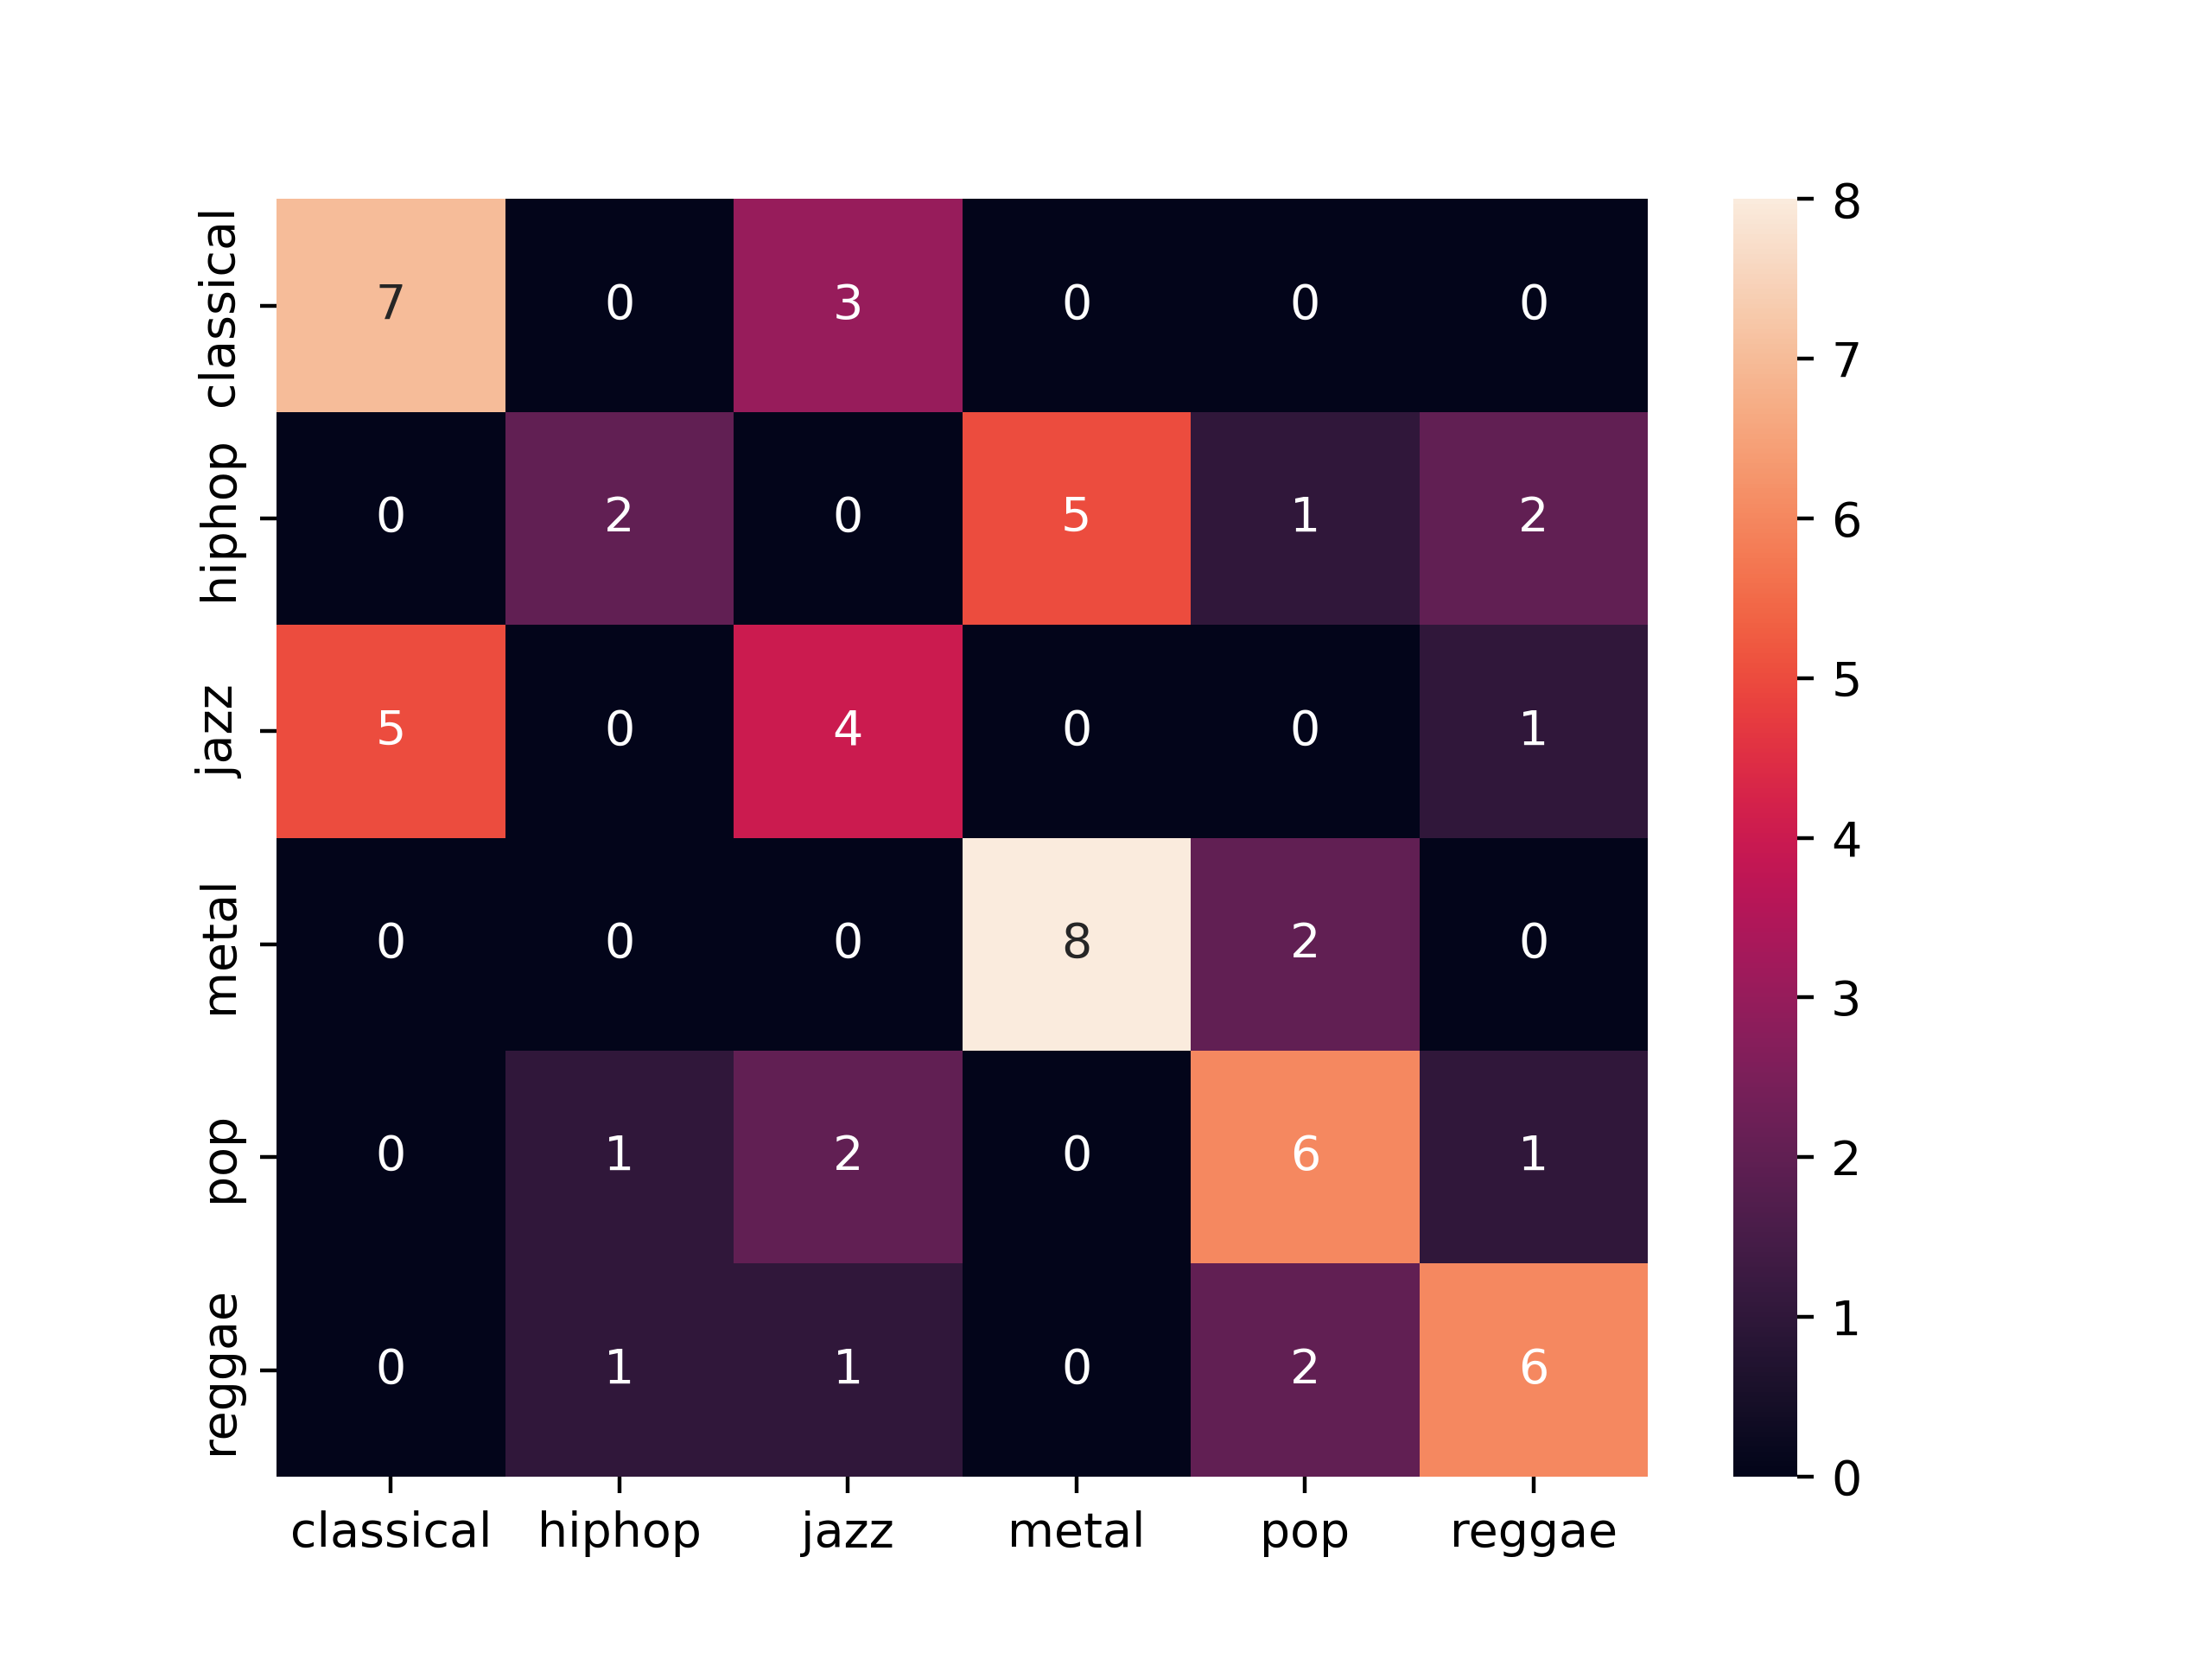 classical 7 0 3 0 0 0
hiphop 0 2 0 5 1 2
jazz 5 0 4 0 0 1
metal 0 0 0 8 2 0
pop 0 1 2 0 6 1
reggae 0 1 1 0 2 6
classical hiphop jazz metal pop reggae
8
7
6
5
4
3
2
1
0